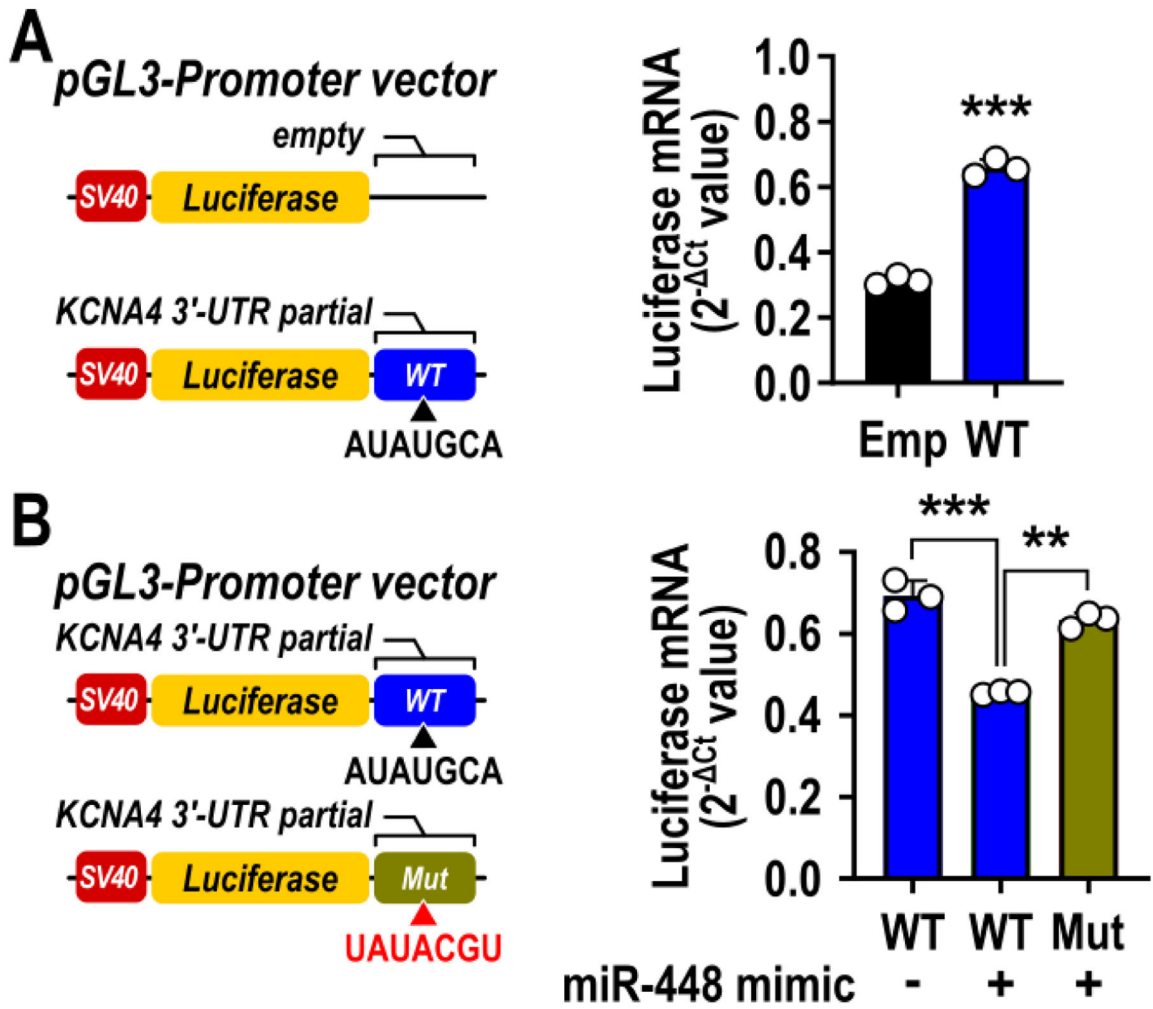 A
pGL3-Promoter vector
empty
SV40 Luciferase
KCNA4 3'-UTR partial
SV40 Luciferase WT
AUAUGCA
Luciferase mRNA
(2-ΔCt value)
1.0
0.8
0.6
0.4
0.2
0.0
***
Emp WT
B
pGL3-Promoter vector
KCNA4 3'-UTR partial
SV40 Luciferase WT
AUAUGCA
KCNA4 3'-UTR partial
SV40 Luciferase Mut
UAUACGU
Luciferase mRNA
(2-ΔCt value)
0.8
0.6
0.4
0.2
0.0
***
**
WT WT Mut
miR-448 mimic - + +